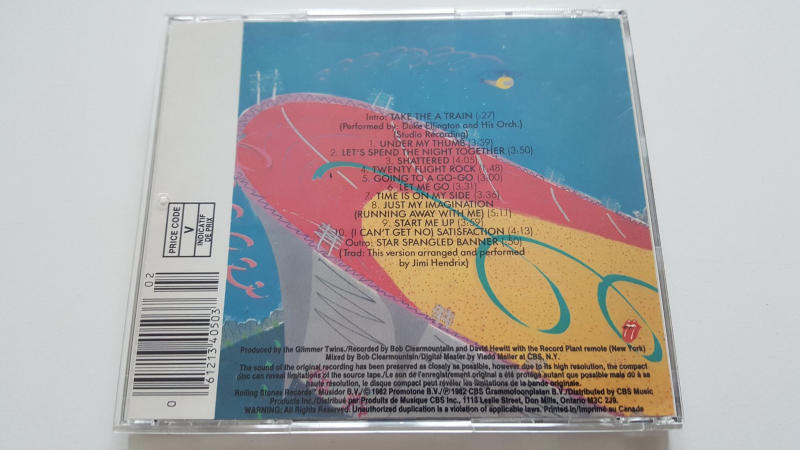 Intro: TAKE THE A TRAIN (:27)
(Performed by: Duke Ellington and His Orch.)
(Studio Recording)
1. UNDER MY THUMB (3:59)
2. LET'S SPEND THE NIGHT TOGETHER (3:50)
3. SHATTERED (4:05)
4. TWENTY FLIGHT ROCK (1:48)
5. GOING TO A GO-GO (3:00)
6. LET ME GO (3:31)
7. TIME IS ON MY SIDE (3:36)
8. JUST MY IMAGINATION
(RUNNING AWAY WITH ME) (5:11)
9. START ME UP (3:59)
10. (I CAN'T GET NO) SATISFACTION (4:13)
Outro: STAR SPANGLED BANNER (:50)
(Trad: This version arranged and performed
by Jimi Hendrix)
PRICE CODE
V
INDICATIF
DE PRIX
02
0 61213 40503
Produced by the Glimmer Twins./Recorded by Bob Clearmountain and David Hewitt with the Record Plant remote (New York)
Mixed by Bob Clearmountain/Digital Master by Vlado Meller at CBS, N.Y.
The sound of the original recording has been preserved as closely as possible, however due to its high resolution, the compact
disc can reveal limitations of the source tape./Le son de l'enregistrement original a été protégé autant que possible mais dû à sa
haute résolution, le disque compact peut révéler les limitations de la bande originale.
Rolling Stones Records™ Musidor B.V./© 1982 Promotone B.V./℗ 1982 CBS Grammofoonplaten B.V./Distributed by CBS Music
Products Inc./Distribué par Produits de Musique CBS Inc., 1113 Leslie Street, Don Mills, Ontario M3C 2J9.
WARNING: All Rights Reserved. Unauthorized duplication is a violation of applicable laws. Printed in/Imprimé au Canada